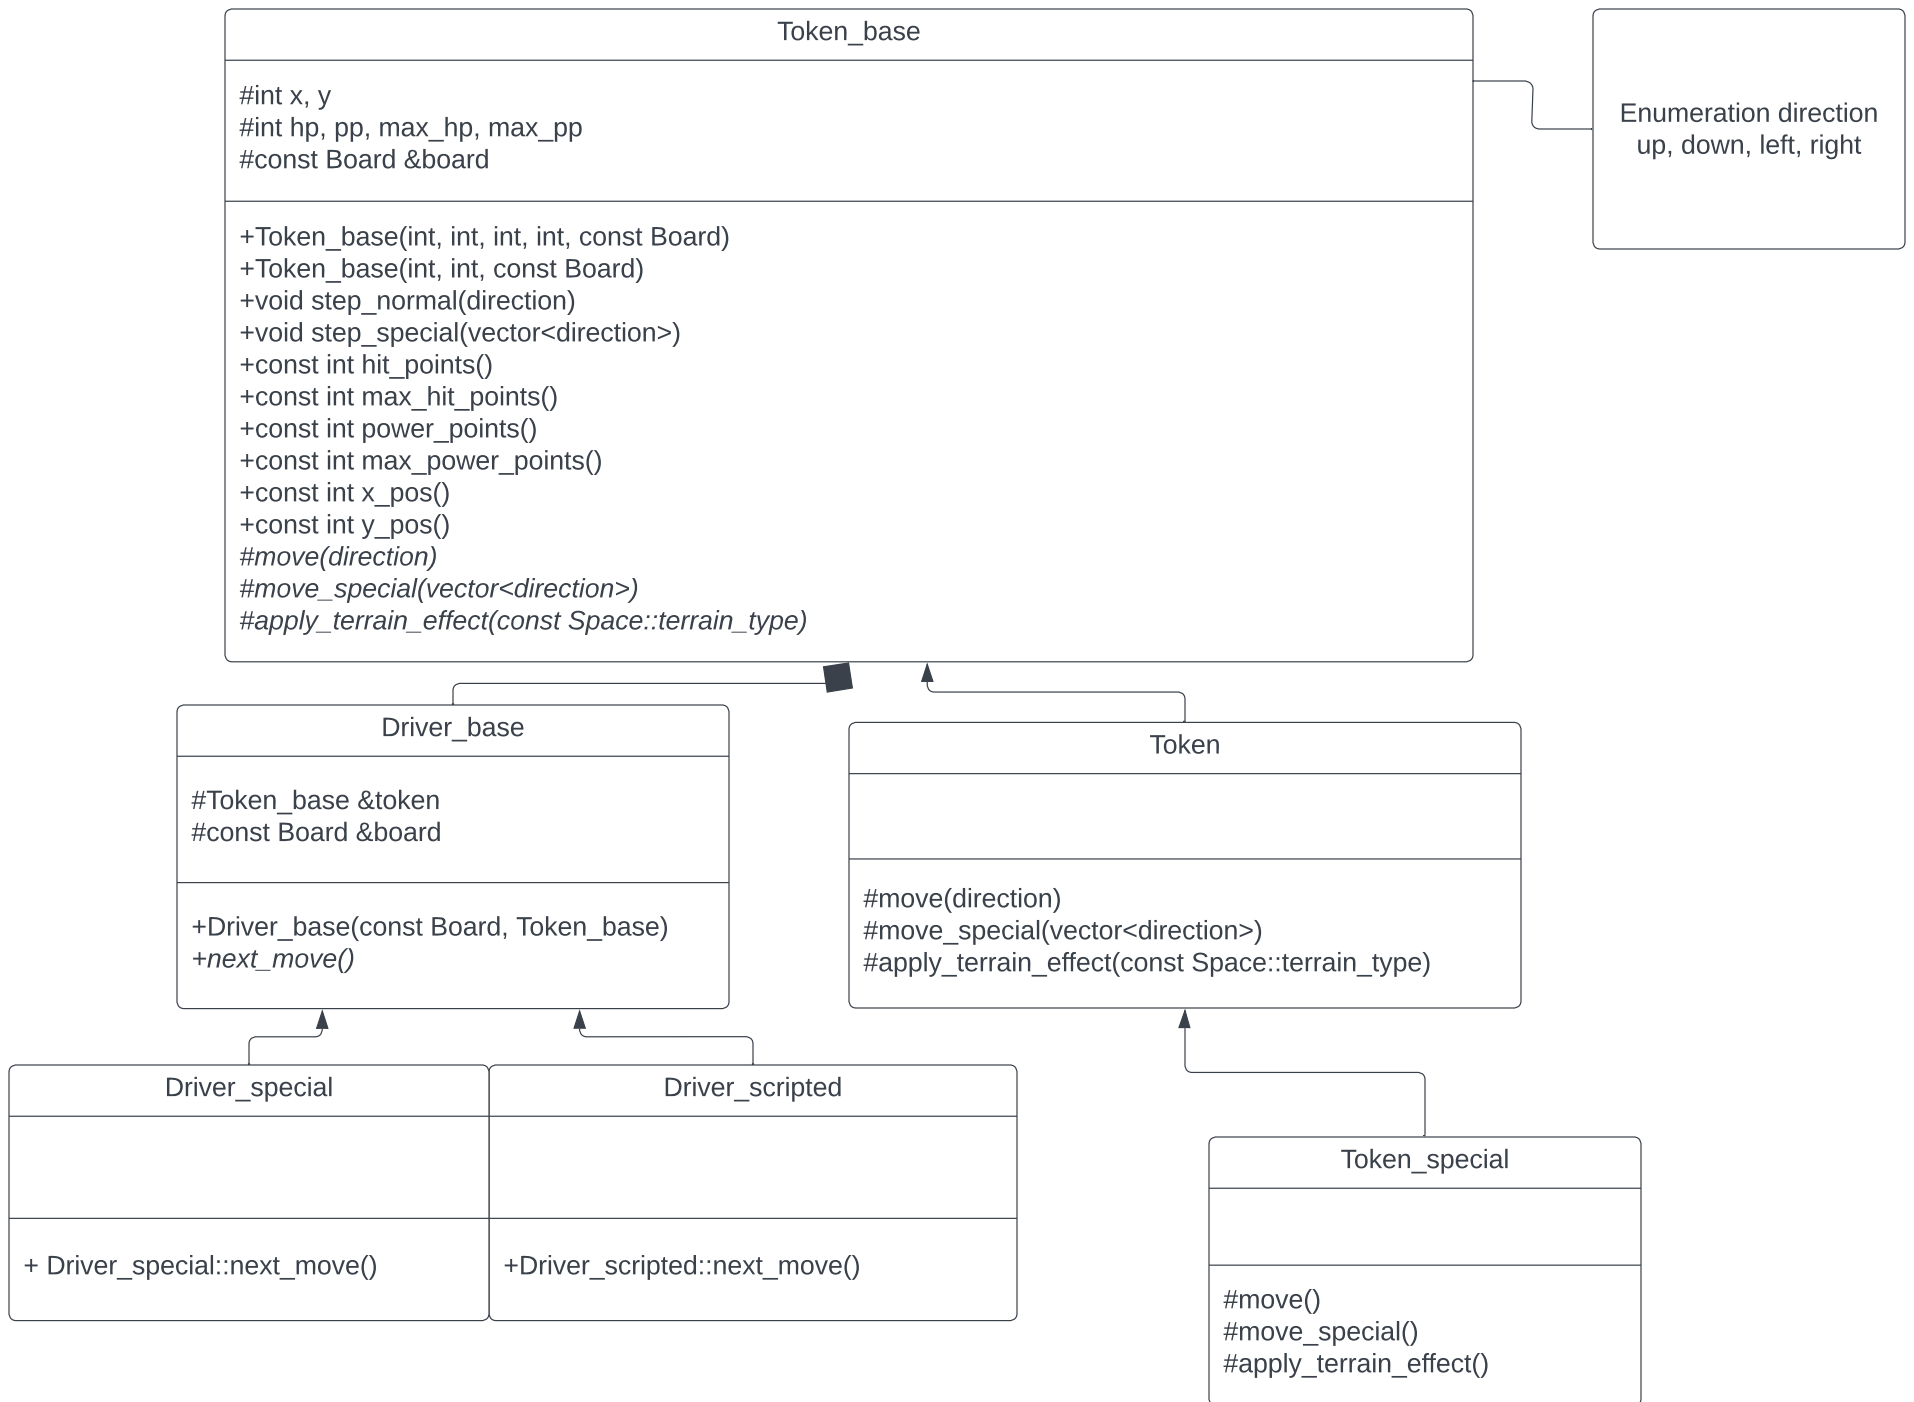 Token_base
#int x, y
#int hp, pp, max_hp, max_pp
#const Board &board
+Token_base(int, int, int, int, const Board)
+Token_base(int, int, const Board)
+void step_normal(direction)
+void step_special(vector<direction>)
+const int hit_points()
+const int max_hit_points()
+const int power_points()
+const int max_power_points()
+const int x_pos()
+const int y_pos()
#move(direction)
#move_special(vector<direction>)
#apply_terrain_effect(const Space::terrain_type)
Enumeration direction
up, down, left, right
Driver_base
#Token_base &token
#const Board &board
+Driver_base(const Board, Token_base)
+next_move()
Token
#move(direction)
#move_special(vector<direction>)
#apply_terrain_effect(const Space::terrain_type)
Driver_special
+ Driver_special::next_move()
Driver_scripted
+Driver_scripted::next_move()
Token_special
#move()
#move_special()
#apply_terrain_effect()